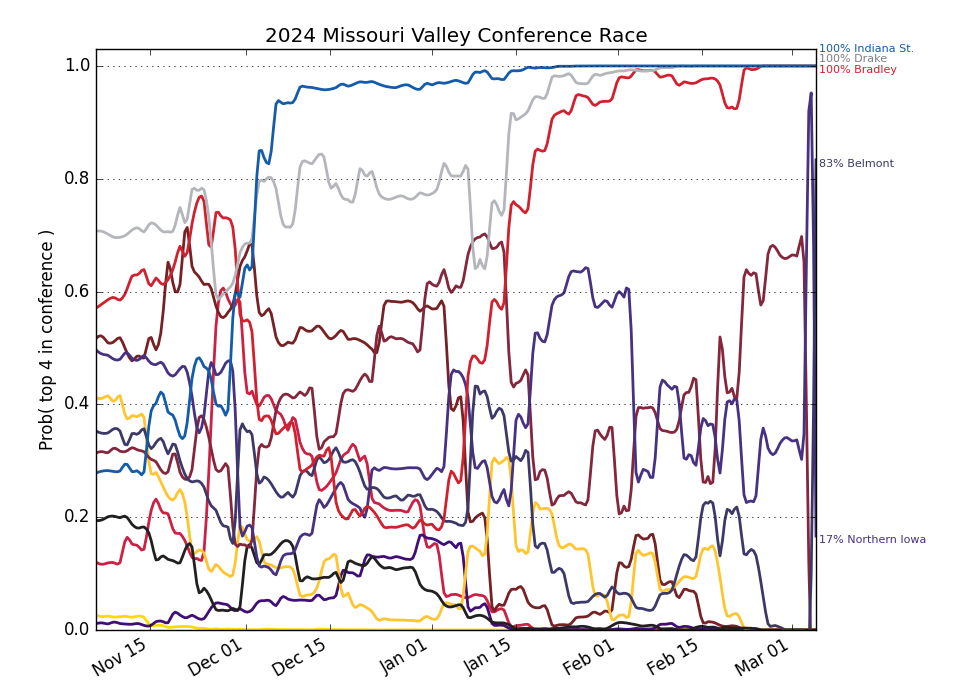 2024 Missouri Valley Conference Race
Prob( top 4 in conference )
1.0
0.8
0.6
0.4
0.2
0.0
Nov 15
Dec 01
Dec 15
Jan 01
Jan 15
Feb 01
Feb 15
Mar 01
100% Indiana St.
100% Drake
100% Bradley
83% Belmont
17% Northern Iowa